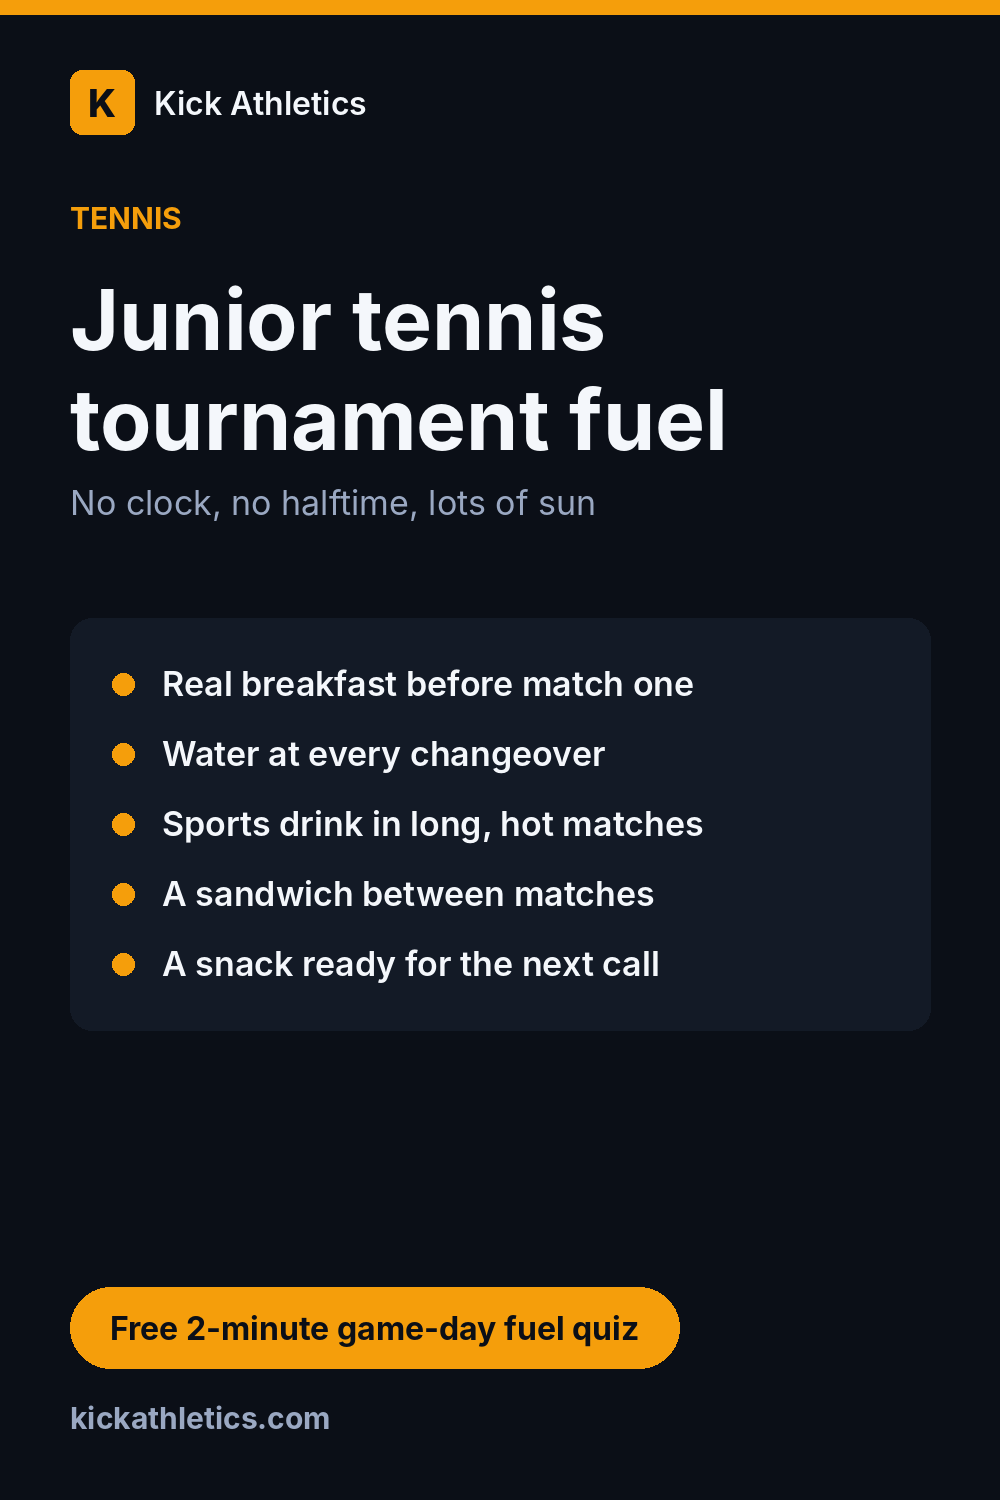 K
Kick Athletics
TENNIS
Junior tennis
tournament fuel
No clock, no halftime, lots of sun
Real breakfast before match one
Water at every changeover
Sports drink in long, hot matches
A sandwich between matches
A snack ready for the next call
Free 2-minute game-day fuel quiz
kickathletics.com